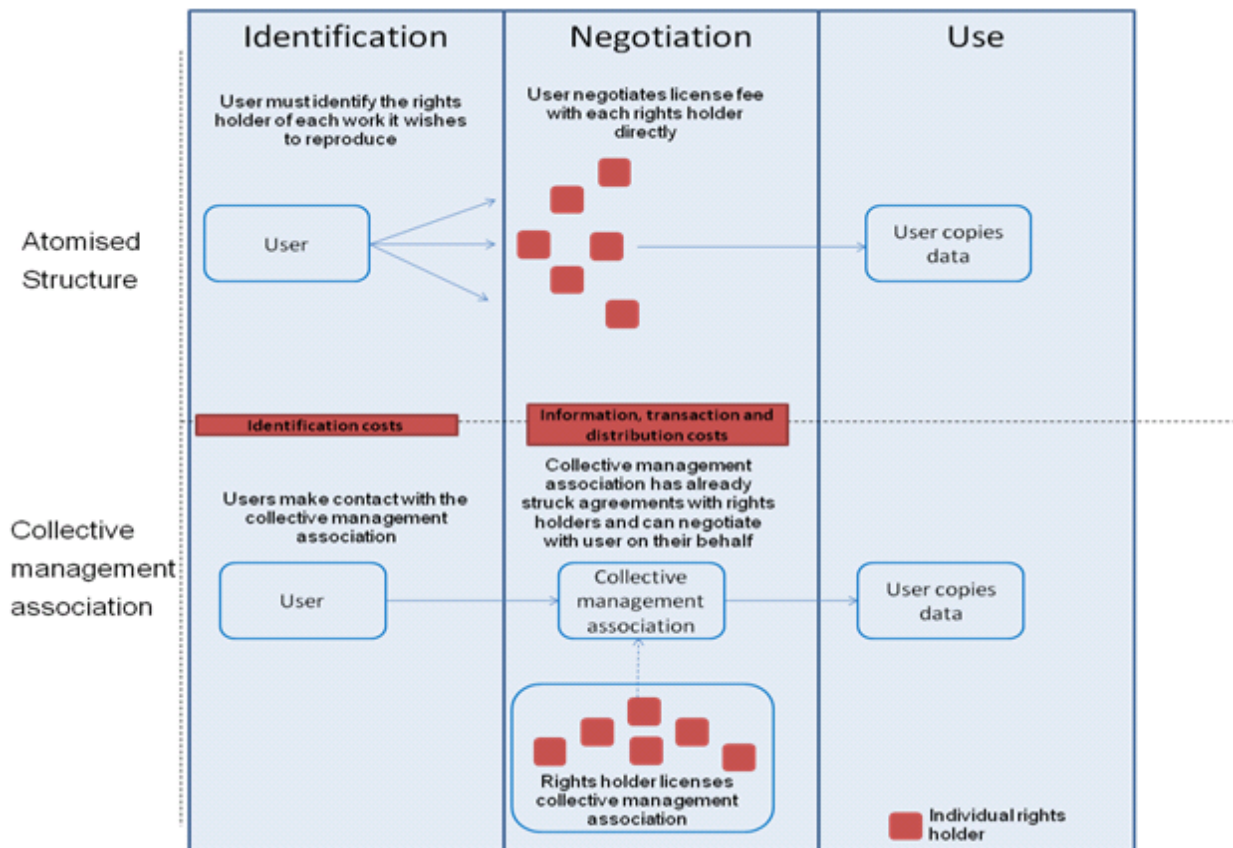 Identification
Negotiation
Use
Atomised
Structure
User must identify the rights
holder of each work it wishes
to reproduce
User negotiates license fee
with each rights holder
directly
User
User copies
data
Identification costs
Information, transaction and
distribution costs
Collective
management
association
Users make contact with the
collective management
association
Collective management
association has already
struck agreements with rights
holders and can negotiate
with user on their behalf
User
Collective
management
association
User copies
data
Rights holder licenses
collective management
association
Individual rights
holder